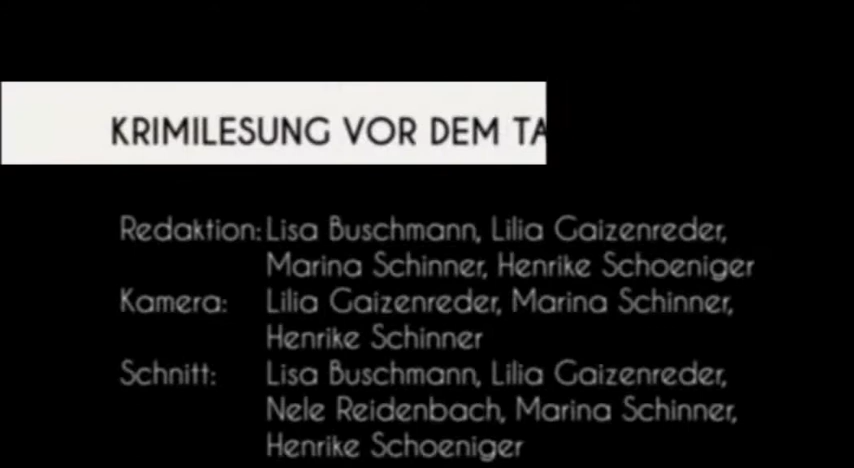 KRIMILESUNG VOR DEM TA
Redaktion: Lisa Buschmann, Lilia Gaizenreder,
Marina Schinner, Henrike Schoeniger
Kamera: Lilia Gaizenreder, Marina Schinner,
Henrike Schinner
Schnitt: Lisa Buschmann, Lilia Gaizenreder,
Nele Reidenbach, Marina Schinner,
Henrike Schoeniger